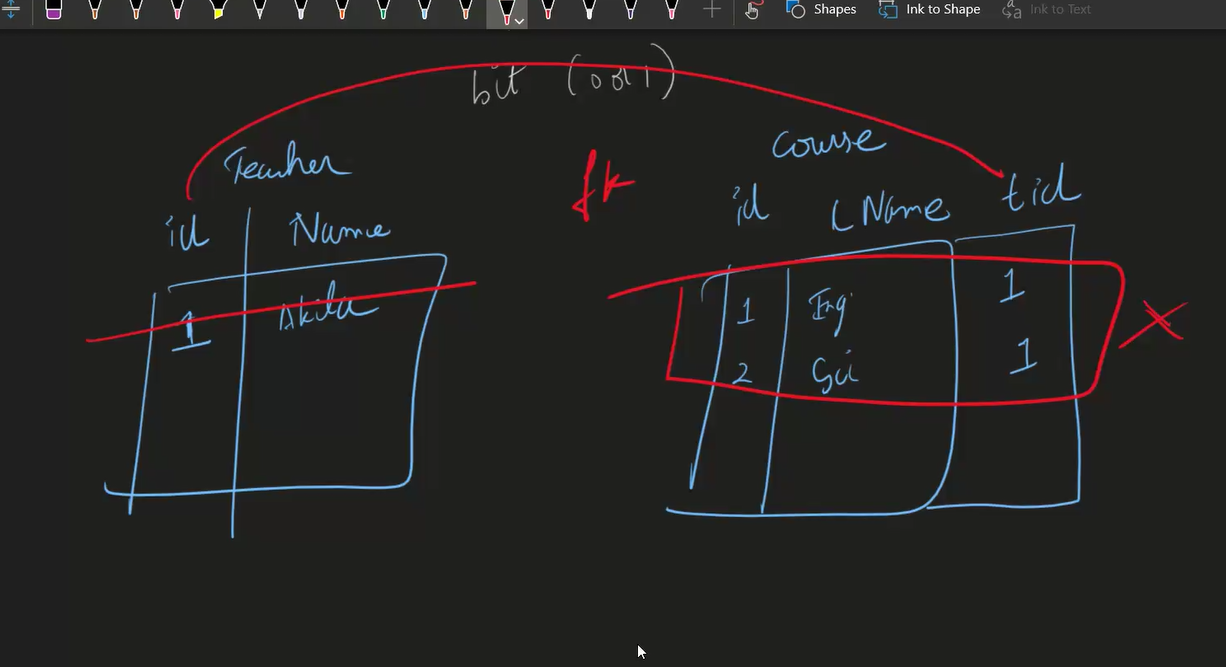 Shapes Ink to Shape Ink to Text
bit (0 or 1)
Teacher
fk
Course
id Name
id CName tid
1 Akila
1 Eng 1
2 Sci 1